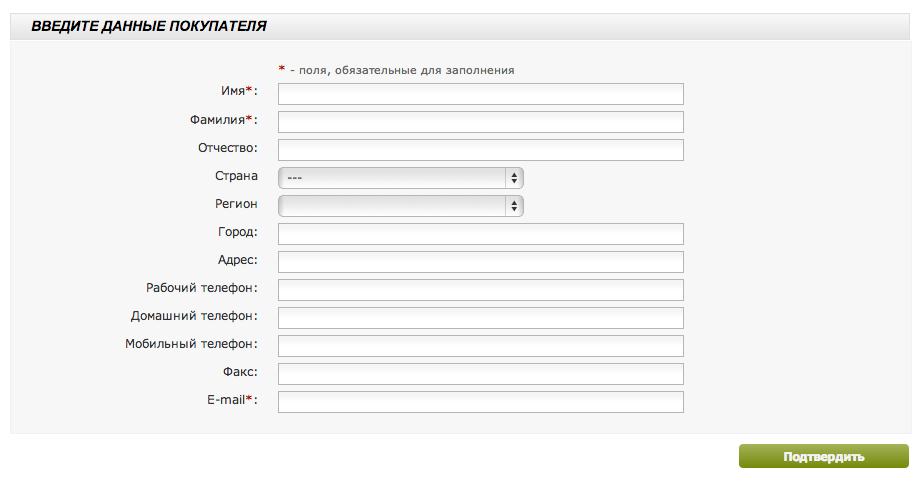 ВВЕДИТЕ ДАННЫЕ ПОКУПАТЕЛЯ
* - поля, обязательные для заполнения
Имя*:
Фамилия*:
Отчество:
Страна ---
Регион
Город:
Адрес:
Рабочий телефон:
Домашний телефон:
Мобильный телефон:
Факс:
E-mail*:
Подтвердить